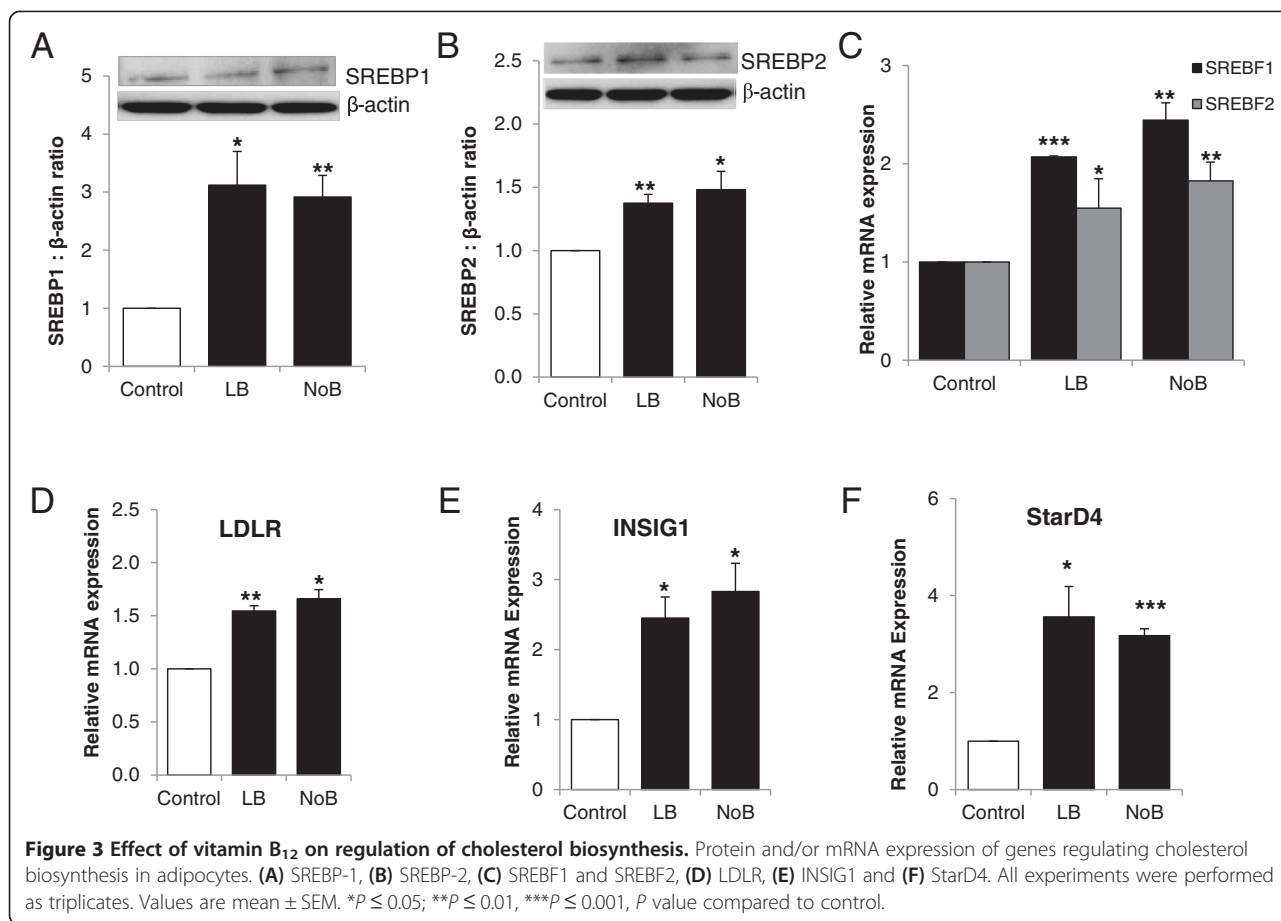 A
SREBP1
β-actin
5
4
3
2
1
0
SREBP1 : β-actin ratio
*
**
Control LB NoB
B
SREBP2
β-actin
2.5
2.0
1.5
1.0
0.5
0.0
SREBP2 : β-actin ratio
**
*
Control LB NoB
C
SREBF1
SREBF2
3
2
1
0
Relative mRNA expression
***
*
**
**
Control LB NoB
D
LDLR
2.5
2.0
1.5
1.0
0.5
0.0
Relative mRNA expression
**
*
Control LB NoB
E
INSIG1
4
3
2
1
0
Relative mRNA Expression
*
*
Control LB NoB
F
StarD4
6
4
2
0
Relative mRNA Expression
*
***
Control LB NoB
Figure 3 Effect of vitamin B₁₂ on regulation of cholesterol biosynthesis. Protein and/or mRNA expression of genes regulating cholesterol
biosynthesis in adipocytes. (A) SREBP-1, (B) SREBP-2, (C) SREBF1 and SREBF2, (D) LDLR, (E) INSIG1 and (F) StarD4. All experiments were performed
as triplicates. Values are mean ± SEM. *P ≤ 0.05; **P ≤ 0.01, ***P ≤ 0.001, P value compared to control.